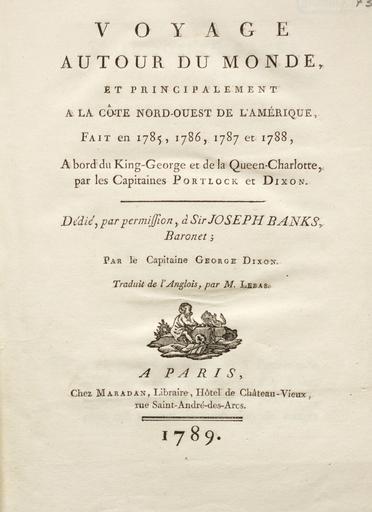 VOYAGE
AUTOUR DU MONDE,
ET PRINCIPALEMENT
A LA CÔTE NORD-OUEST DE L'AMÉRIQUE,
FAIT en 1785, 1786, 1787 et 1788,
A bord du King-George et de la Queen-Charlotte,
par les Capitaines PORTLOCK et DIXON.
Dédié, par permiſſion, à Sir JOSEPH BANKS,
Baronet;
PAR le Capitaine GEORGE DIXON.
Traduit de l'Anglois, par M. LEBAS.
A PARIS,
Chez MARADAN, Libraire, Hôtel de Château-Vieux,
rue Saint-André-des-Arcs.
1789.